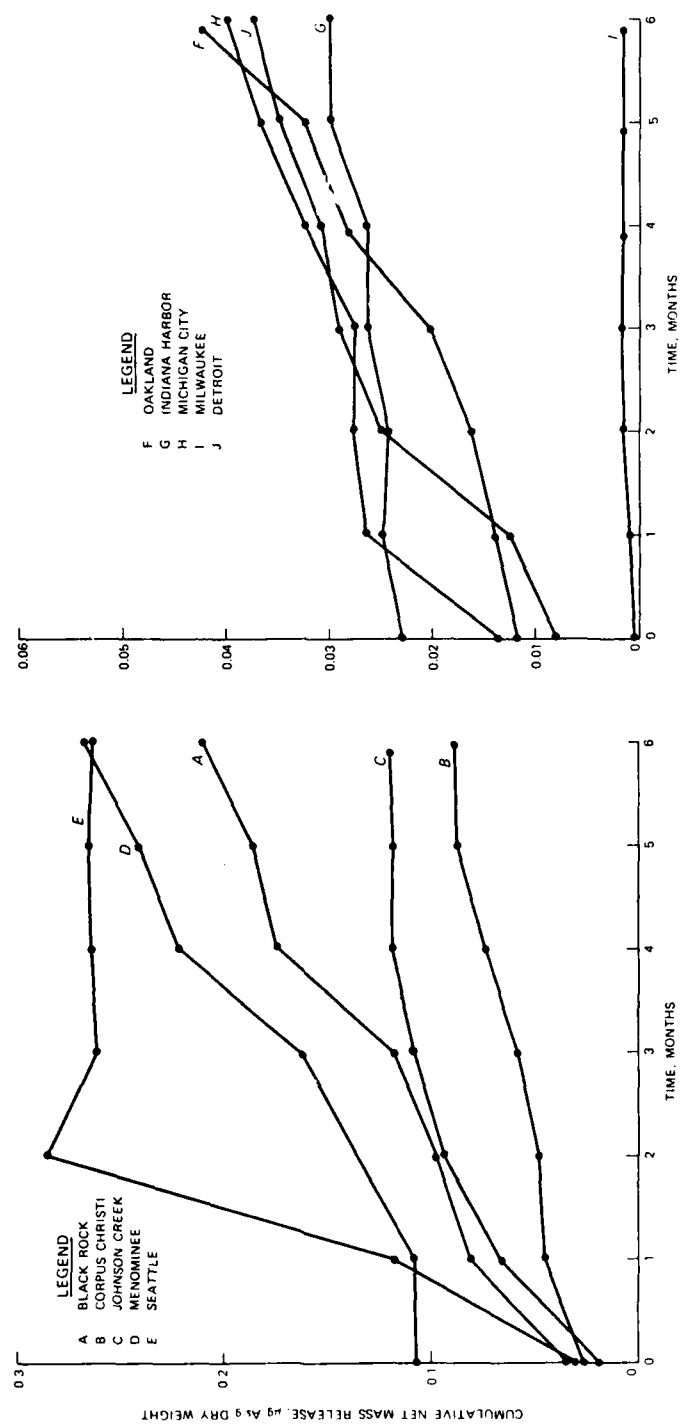 0.3
0.2
0.1
0
CUMULATIVE NET MASS RELEASE, µg As g DRY WEIGHT
LEGEND
A BLACK ROCK
B CORPUS CHRISTI
C JOHNSON CREEK
D MENOMINEE
E SEATTLE
E
D
A
C
B
0 1 2 3 4 5 6
TIME, MONTHS
0.06
0.05
0.04
0.03
0.02
0.01
0
LEGEND
F OAKLAND
G INDIANA HARBOR
H MICHIGAN CITY
I MILWAUKEE
J DETROIT
H
F
J
G
I
0 1 2 3 4 5 6
TIME, MONTHS